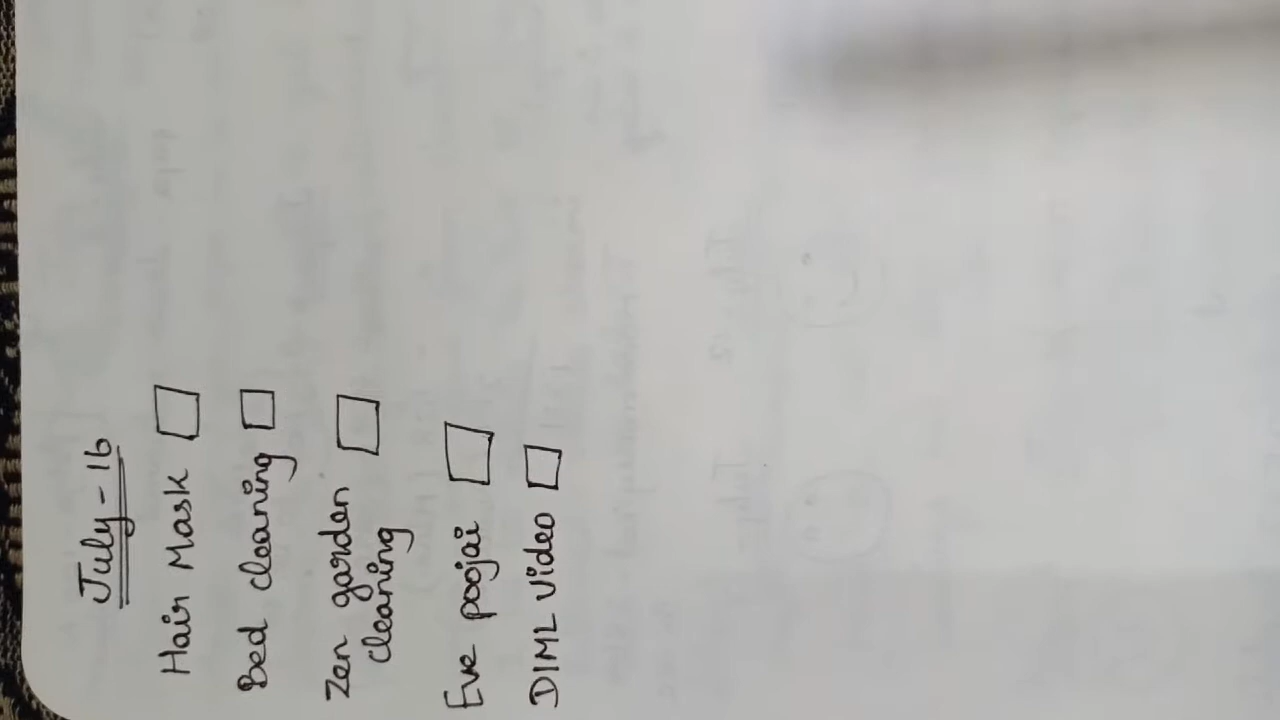 July - 16
Hair Mask
Bed cleaning
Zen garden
cleaning
Eve poojai
DIML Video